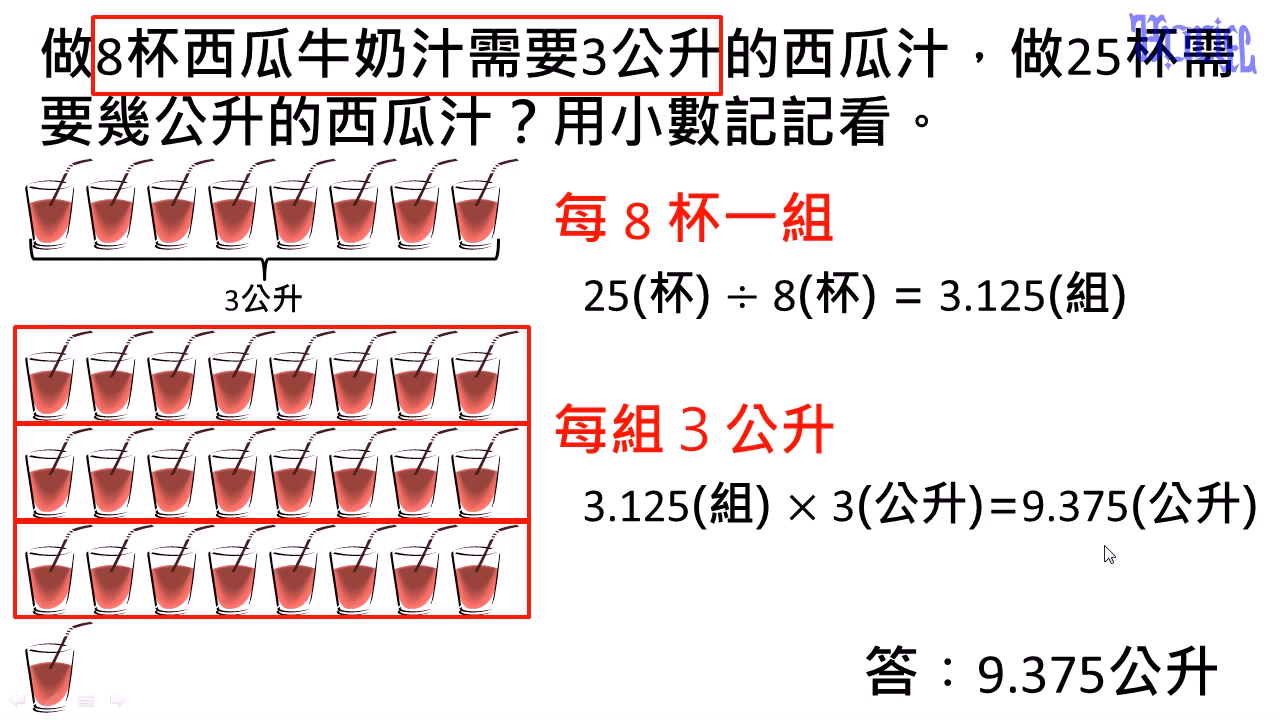 做8杯西瓜牛奶汁需要3公升的西瓜汁，做25杯需
要幾公升的西瓜汁？用小數記記看。
每 8 杯一組
25(杯) ÷ 8(杯) = 3.125(組)
3公升
每組 3 公升
3.125(組) × 3(公升)=9.375(公升)
答：9.375公升